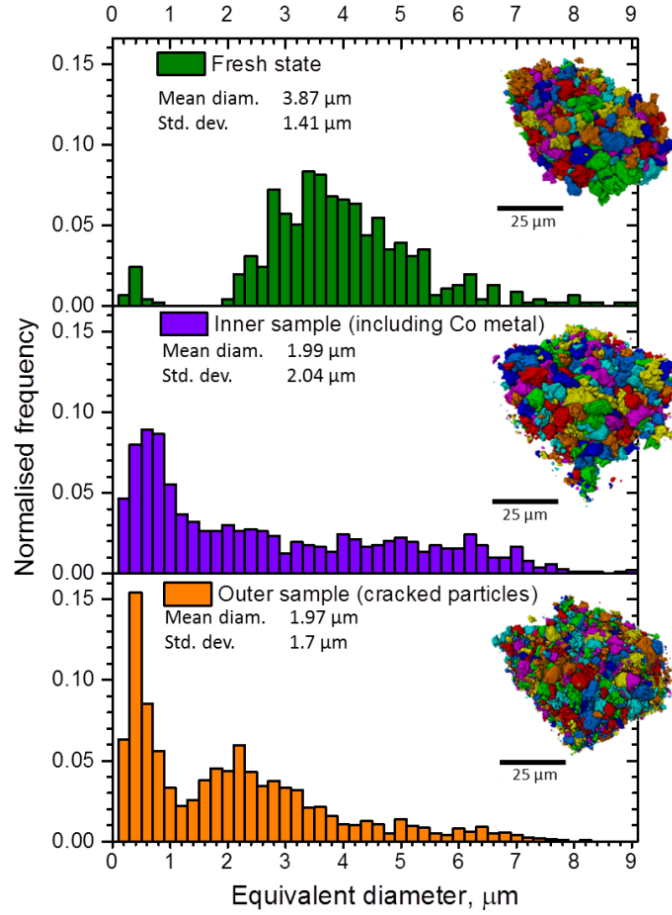 0 1 2 3 4 5 6 7 8 9
0.15
Fresh state
Mean diam. 3.87 µm
Std. dev. 1.41 µm
0.10
25 µm
0.05
0.00
0.15
Inner sample (including Co metal)
Mean diam. 1.99 µm
Std. dev. 2.04 µm
0.10
25 µm
0.05
0.00
0.15
Outer sample (cracked particles)
Mean diam. 1.97 µm
Std. dev. 1.7 µm
0.10
25 µm
0.05
0.00
Normalised frequency
0 1 2 3 4 5 6 7 8 9
Equivalent diameter, µm